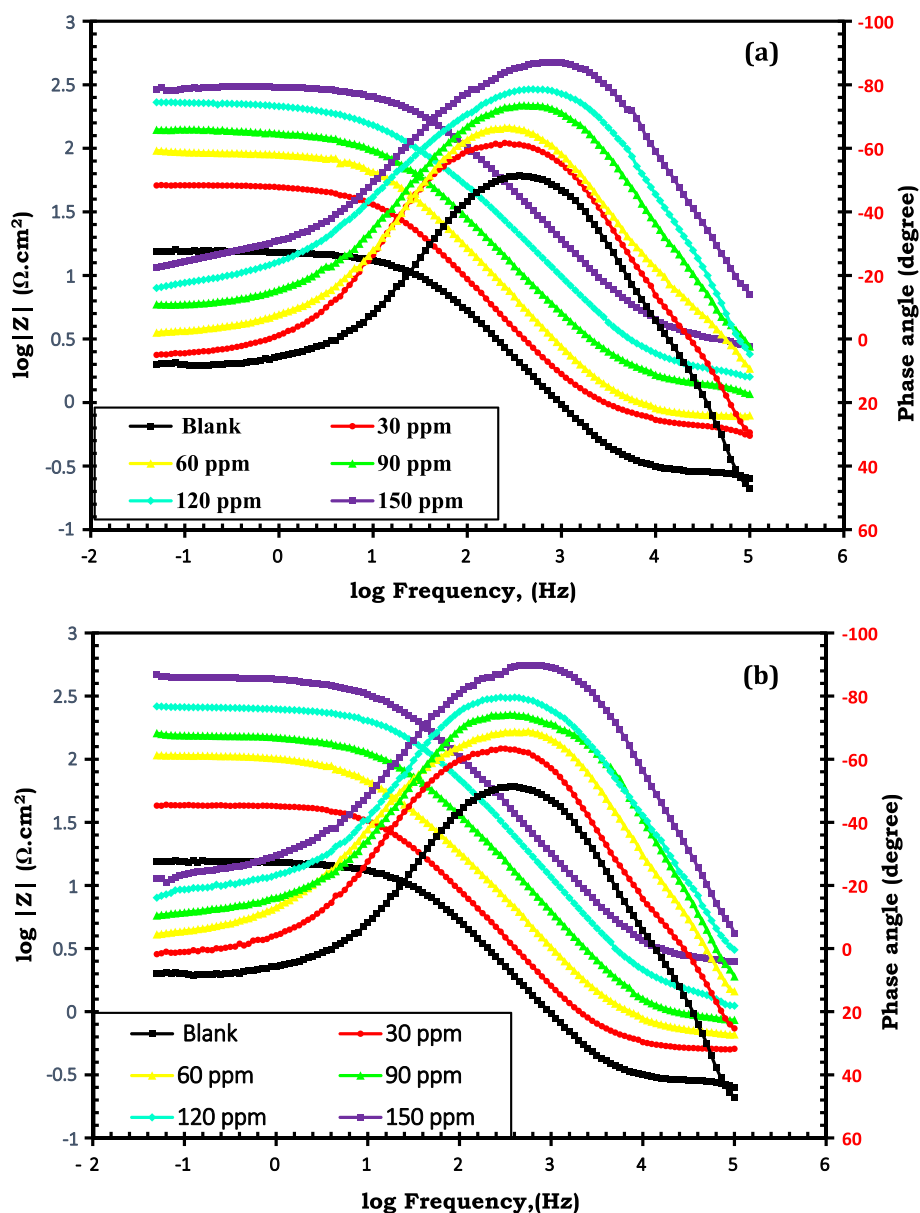 (a)
log|Z| (Ω.cm²)
Phase angle (degree)
3
2.5
2
1.5
1
0.5
0
-0.5
-1
-100
-80
-60
-40
-20
0
20
40
60
Blank 30 ppm
60 ppm 90 ppm
120 ppm 150 ppm
-2 -1 0 1 2 3 4 5 6
log Frequency, (Hz)
(b)
log |Z| (Ω.cm²)
Phase angle (degree)
3
2.5
2
1.5
1
0.5
0
-0.5
-1
-100
-80
-60
-40
-20
0
20
40
60
Blank 30 ppm
60 ppm 90 ppm
120 ppm 150 ppm
- 2 -1 0 1 2 3 4 5 6
log Frequency,(Hz)